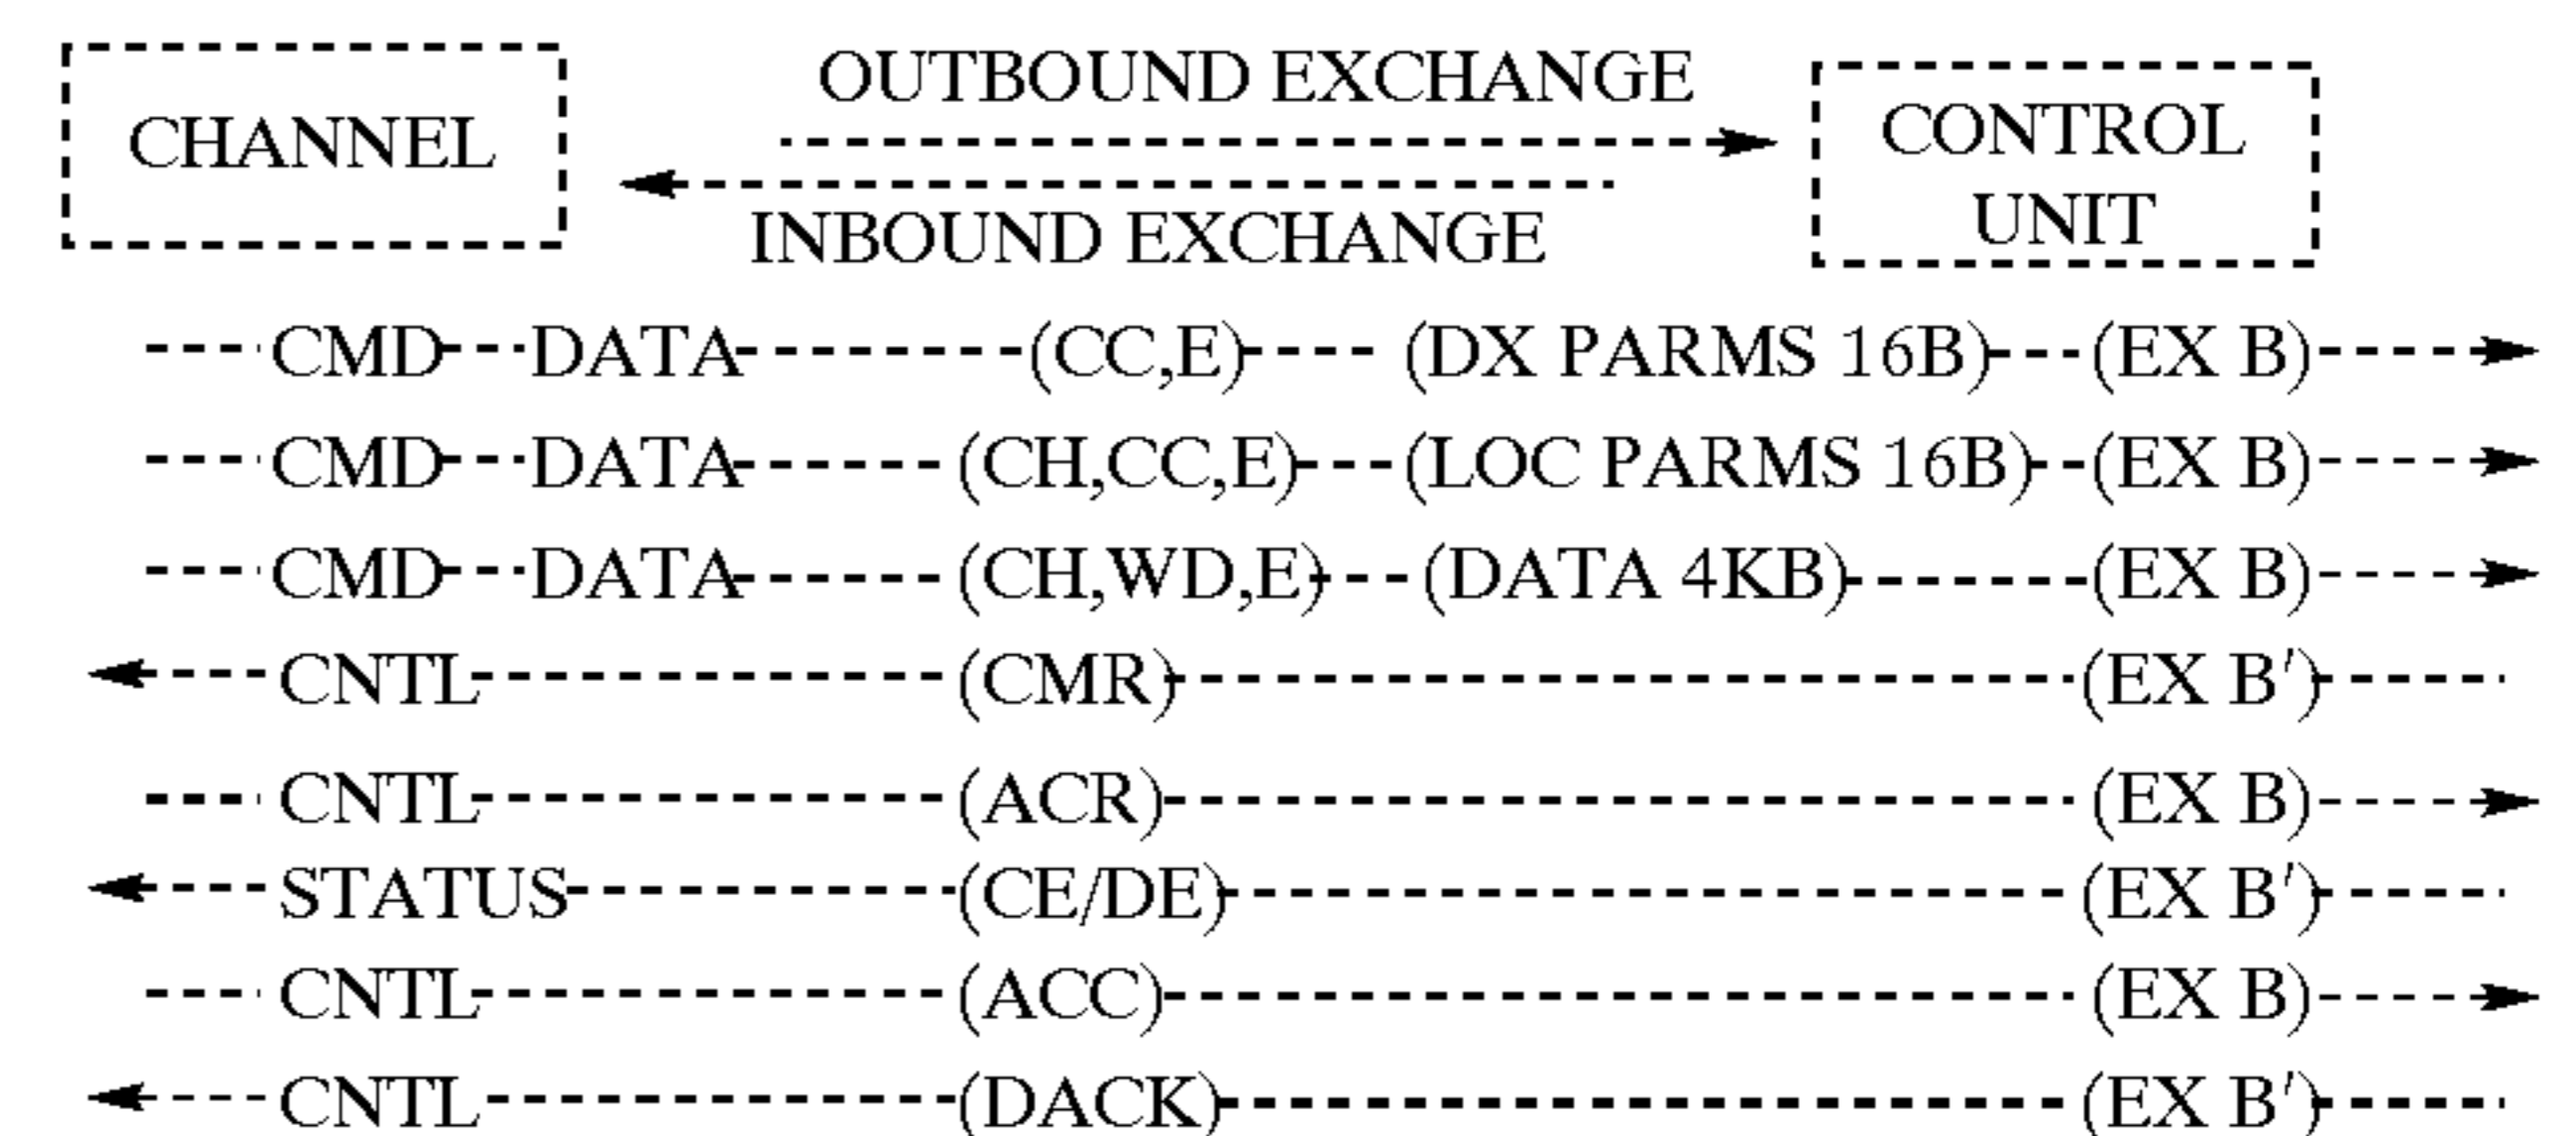 CHANNEL
OUTBOUND EXCHANGE
INBOUND EXCHANGE
CONTROL
UNIT
CMD DATA (CC,E) (DX PARMS 16B) (EX B)
CMD DATA (CH,CC,E) (LOC PARMS 16B) (EX B)
CMD DATA (CH,WD,E) (DATA 4KB) (EX B)
CNTL (CMR) (EX B′)
CNTL (ACR) (EX B)
STATUS (CE/DE) (EX B′)
CNTL (ACC) (EX B)
CNTL (DACK) (EX B′)